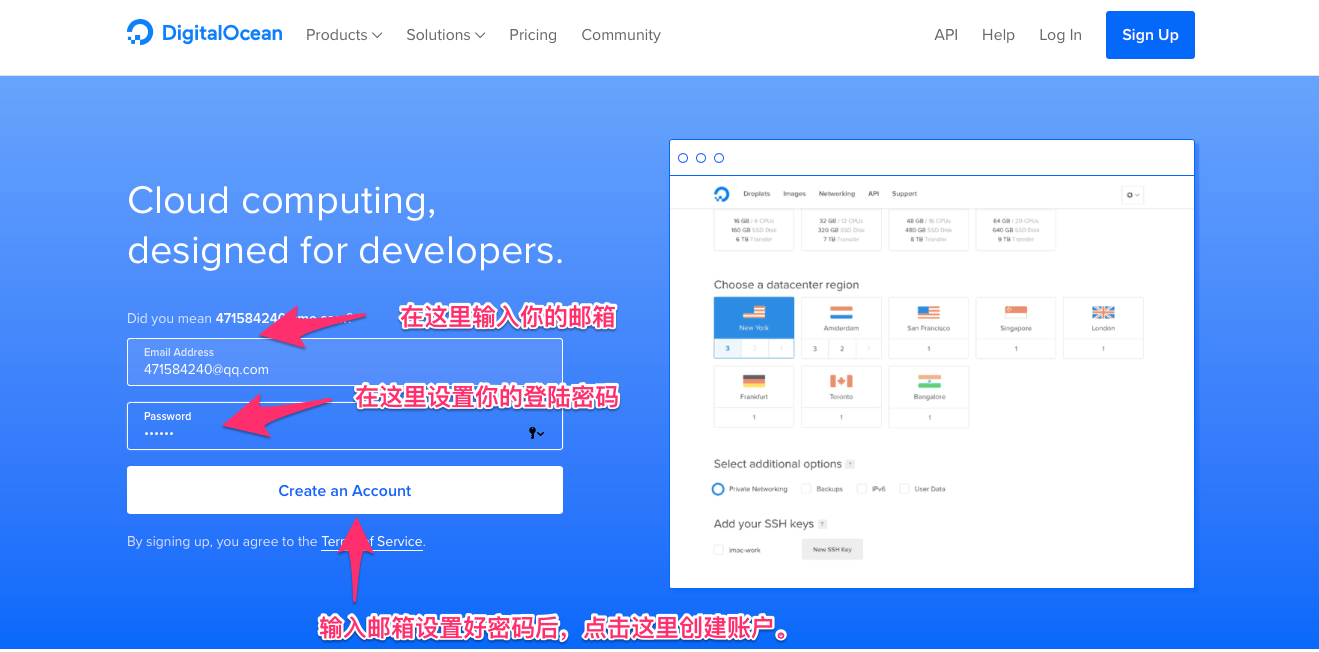 DigitalOcean Products Solutions Pricing Community API Help Log In Sign Up
Cloud computing,
designed for developers.
Did you mean 471584240
在这里输入你的邮箱
Email Address
471584240@qq.com
在这里设置你的登陆密码
Password
••••••
Create an Account
By signing up, you agree to the Terms of Service.
输入邮箱设置好密码后，点击这里创建账户。
Droplets Images Networking API Support
16 GB / 8 CPUs
160 GB SSD Disk
6 TB Transfer
32 GB / 12 CPUs
320 GB SSD Disk
7 TB Transfer
48 GB / 16 CPUs
480 GB SSD Disk
8 TB Transfer
64 GB / 20 CPUs
640 GB SSD Disk
9 TB Transfer
Choose a datacenter region
New York
3 2 1
Amsterdam
3 2 1
San Francisco
1
Singapore
1
London
1
Frankfurt
1
Toronto
1
Bangalore
1
Select additional options ?
Private Networking Backups IPv6 User Data
Add your SSH keys ?
imac-work New SSH Key